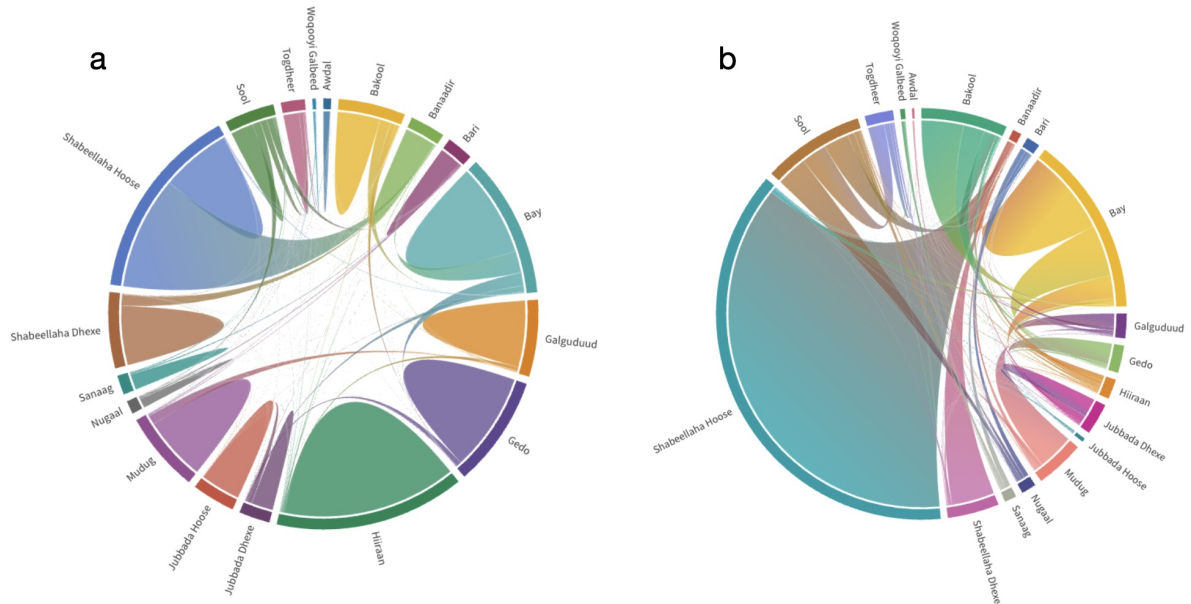 a
Woqooyi Galbeed
Awdal
Bakool
Banaadir
Bari
Bay
Galguduud
Gedo
Hiiraan
Jubbada Dhexe
Jubbada Hoose
Mudug
Nugaal
Sanaag
Shabeellaha Dhexe
Shabeellaha Hoose
Sool
Togdheer
b
Woqooyi Galbeed
Awdal
Bakool
Banaadir
Bari
Bay
Galguduud
Gedo
Hiiraan
Jubbada Dhexe
Jubbada Hoose
Mudug
Nugaal
Sanaag
Shabeellaha Dhexe
Shabeellaha Hoose
Sool
Togdheer